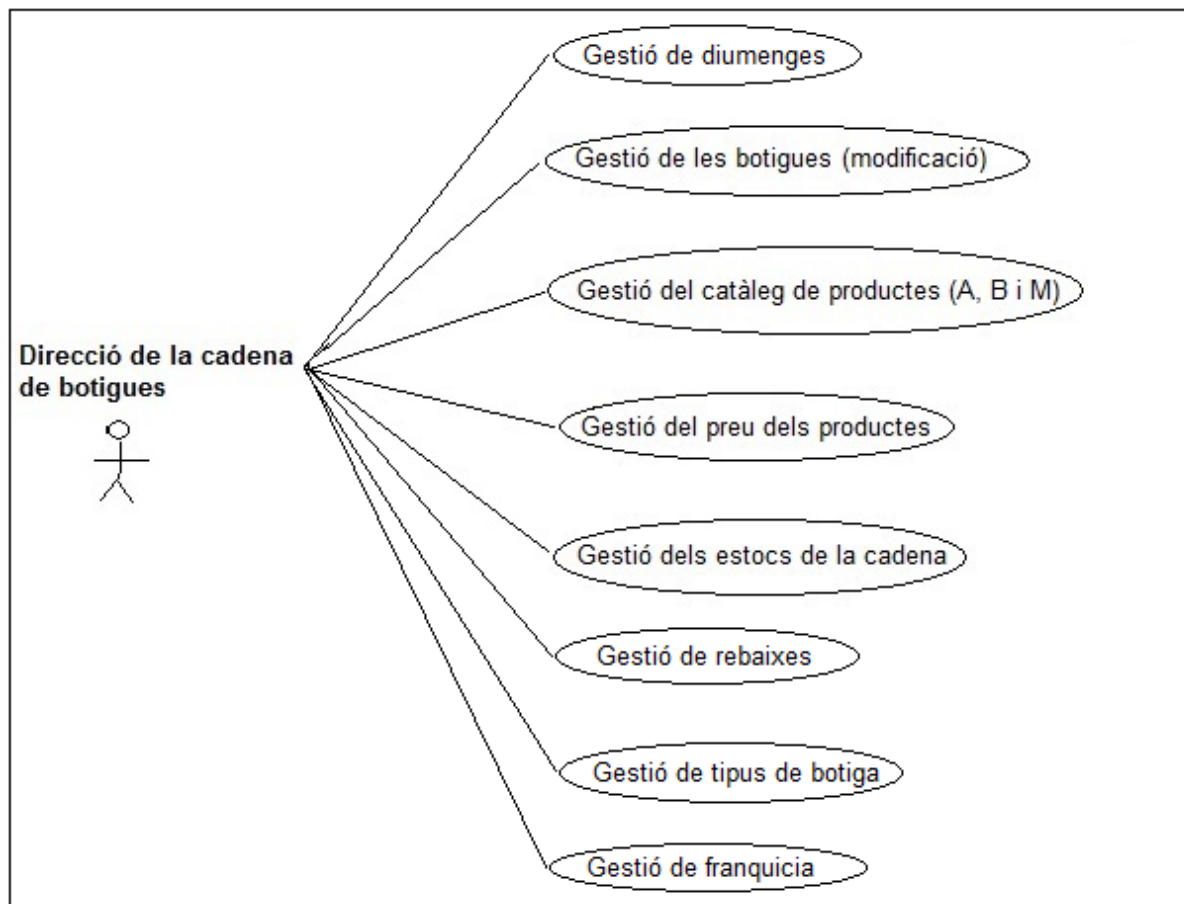 Gestió de diumenges
Gestió de les botigues (modificació)
Gestió del catàleg de productes (A, B i M)
Direcció de la cadena
de botigues
Gestió del preu dels productes
Gestió dels estocs de la cadena
Gestió de rebaixes
Gestió de tipus de botiga
Gestió de franquicia